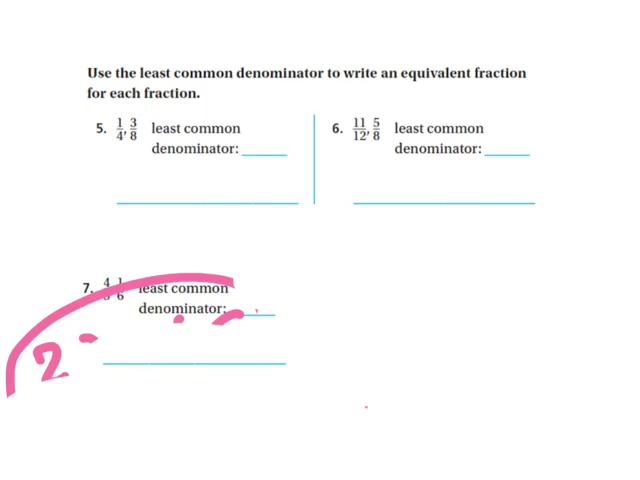 Use the least common denominator to write an equivalent fraction
for each fraction.
5. 1/4, 3/8 least common
denominator:
6. 11/12, 5/8 least common
denominator:
7. least common
denominator:
2